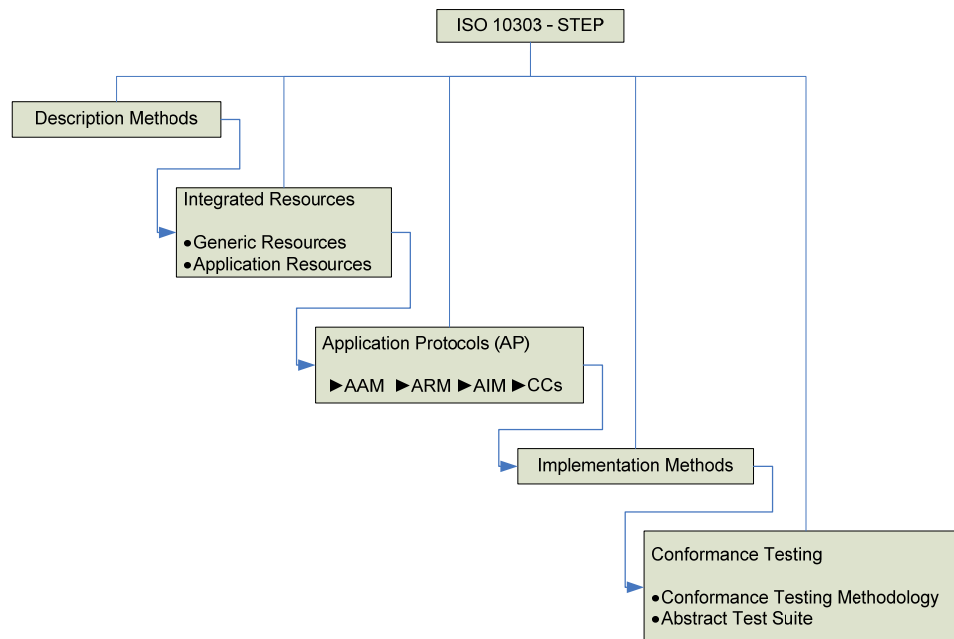 ISO 10303 - STEP
Description Methods
Integrated Resources
●Generic Resources
●Application Resources
Application Protocols (AP)
►AAM ►ARM ►AIM ►CCs
Implementation Methods
Conformance Testing
●Conformance Testing Methodology
●Abstract Test Suite